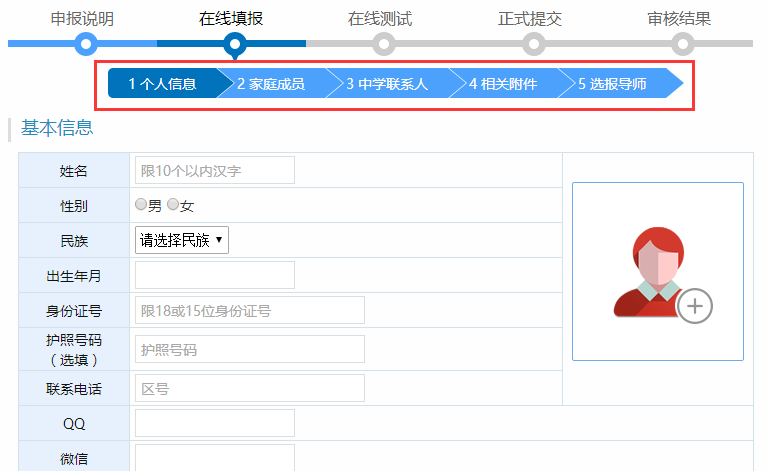 申报说明 在线填报 在线测试 正式提交 审核结果
1 个人信息 2 家庭成员 3 中学联系人 4 相关附件 5 选报导师
基本信息
姓名 限10个以内汉字
性别 男 女
民族 请选择民族
出生年月
身份证号 限18或15位身份证号
护照号码
（选填） 护照号码
联系电话 区号
QQ
微信